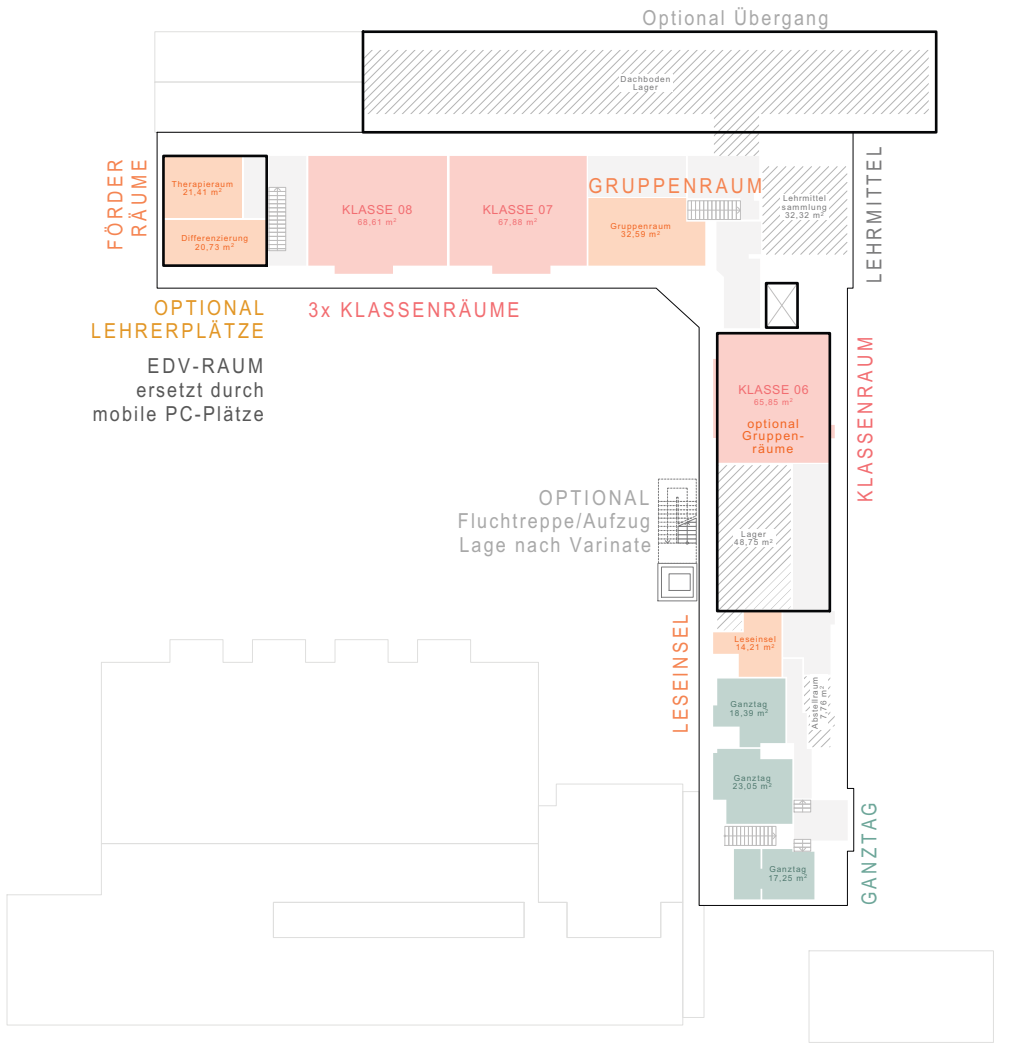 Optional Übergang
Dachboden
Lager
FÖRDER
RÄUME
Therapieraum
21,41 m²
Differenzierung
20,73 m²
KLASSE 08
68,61 m²
KLASSE 07
67,88 m²
GRUPPENRAUM
Gruppenraum
32,59 m²
Lehrmittel
sammlung
32,32 m²
LEHRMITTEL
OPTIONAL
LEHRERPLÄTZE
3x KLASSENRÄUME
EDV-RAUM
ersetzt durch
mobile PC-Plätze
KLASSE 06
65,85 m²
optional
Gruppen-
räume
KLASSENRAUM
OPTIONAL
Fluchtreppe/Aufzug
Lage nach Varinate
Lager
48,75 m²
LESEINSEL
Leseinsel
14,21 m²
Ganztag
18,39 m²
Abstellraum
7,76 m²
Ganztag
23,05 m²
Ganztag
17,25 m²
GANZTAG